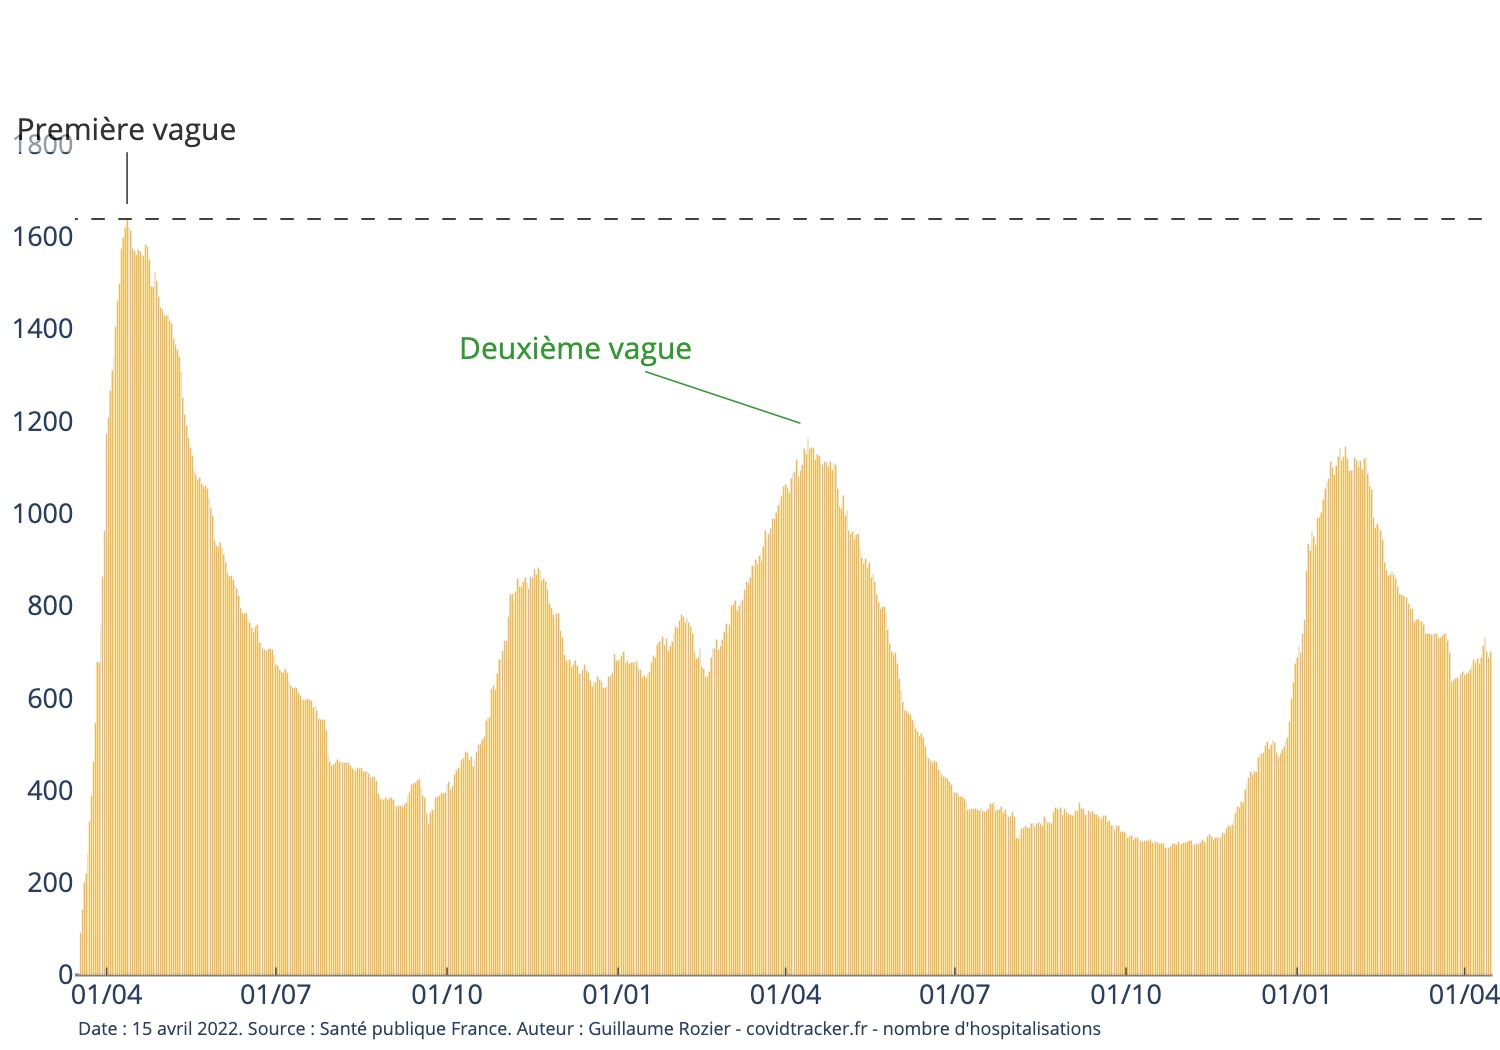 Première vague
1800
1600
1400
Deuxième vague
1200
1000
800
600
400
200
0
01/04 01/07 01/10 01/01 01/04 01/07 01/10 01/01 01/04
Date : 15 avril 2022. Source : Santé publique France. Auteur : Guillaume Rozier - covidtracker.fr - nombre d'hospitalisations